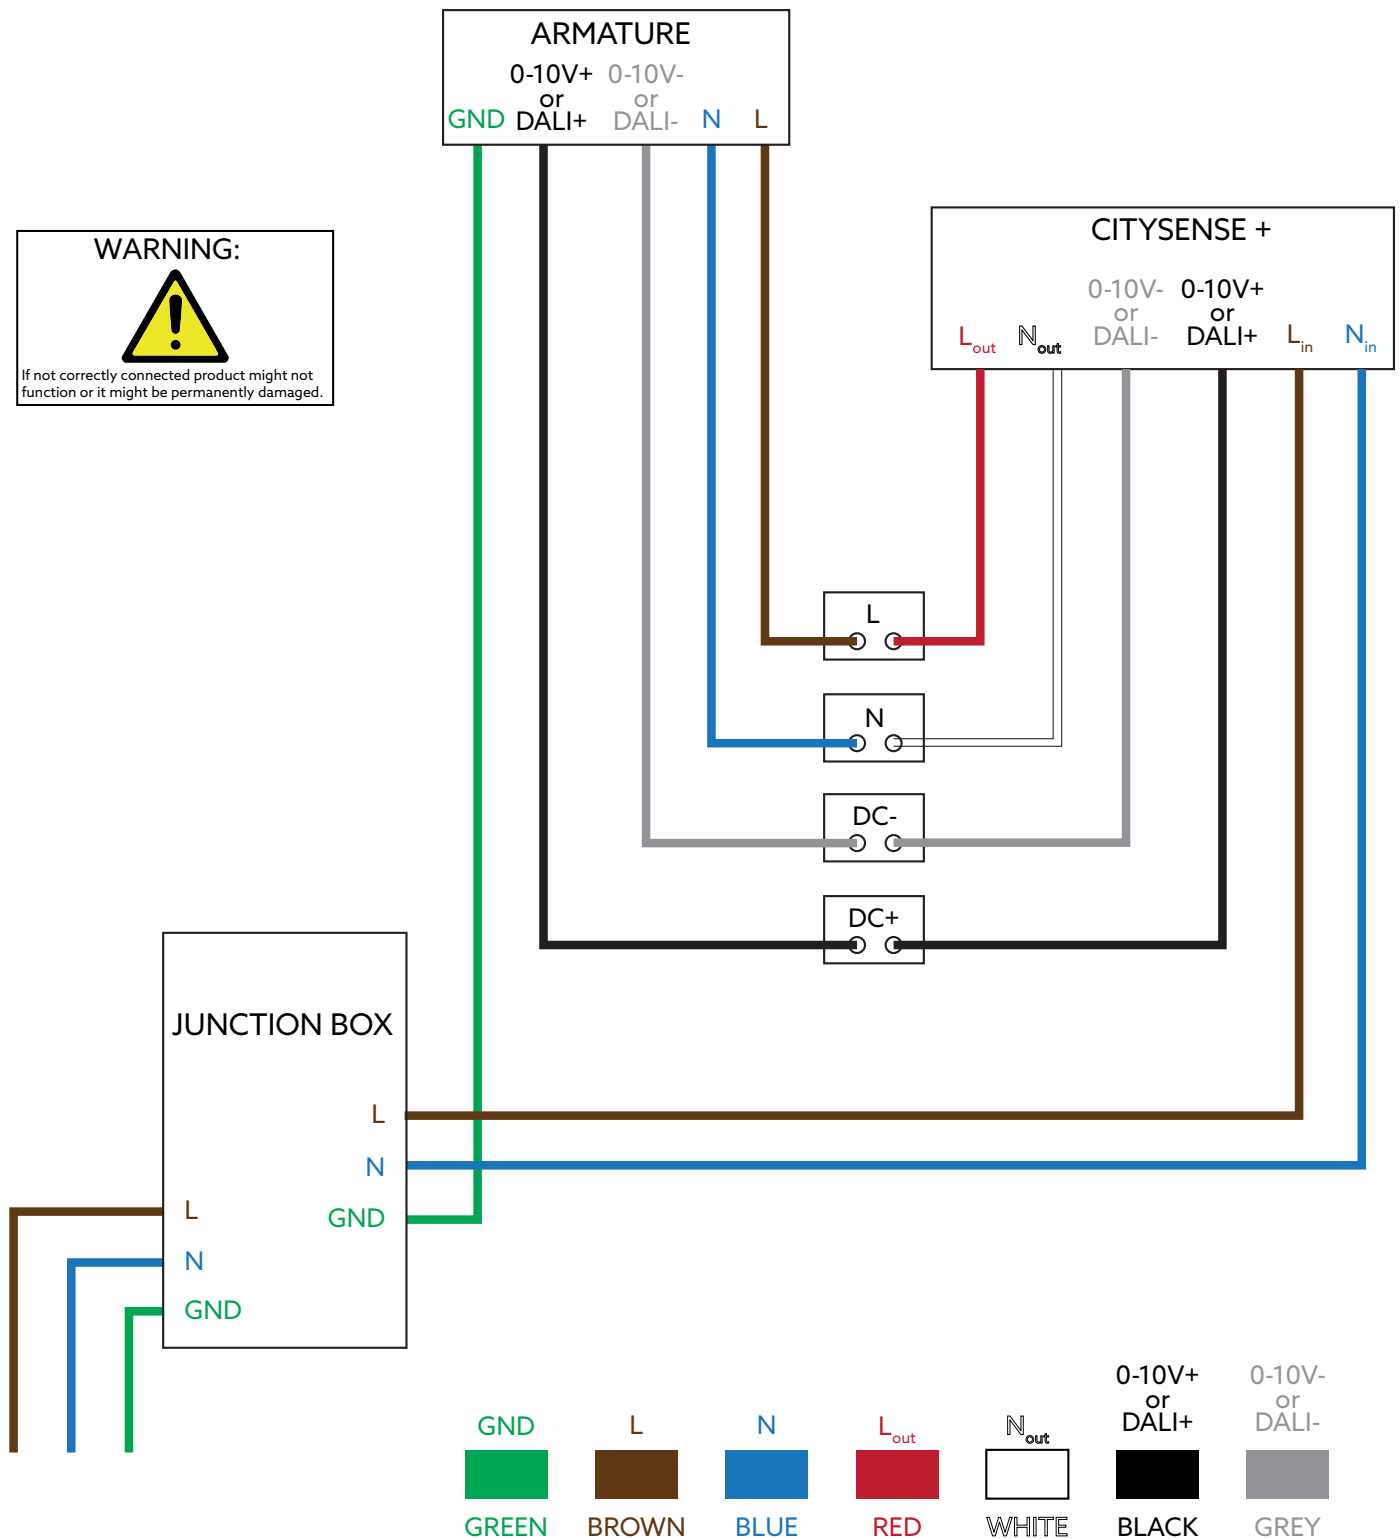 ARMATURE
0-10V+ 0-10V-
or or
DALI+ DALI-
GND N L
WARNING:
If not correctly connected product might not
function or it might be permanently damaged.
CITYSENSE +
0-10V- 0-10V+
or or
DALI- DALI+
Lout Nout Lin Nin
L
N
DC-
DC+
JUNCTION BOX
L
N
GND
L
N
GND
0-10V+ 0-10V-
or or
DALI+ DALI-
GND L N Lout Nout
GREEN BROWN BLUE RED WHITE BLACK GREY